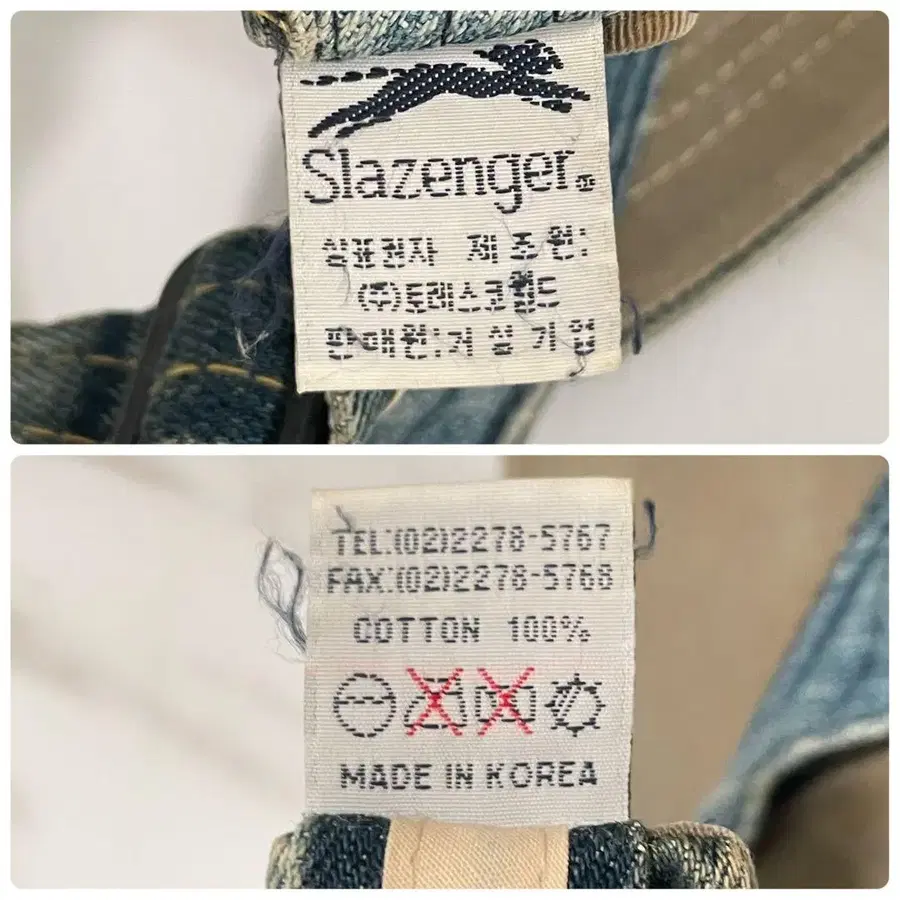 Slazenger®
상표권자 제조원:
(주)토레스코월드
판매원:거성기업
TEL:(02)2278-5767
FAX:(02)2278-5768
COTTON 100%
MADE IN KOREA